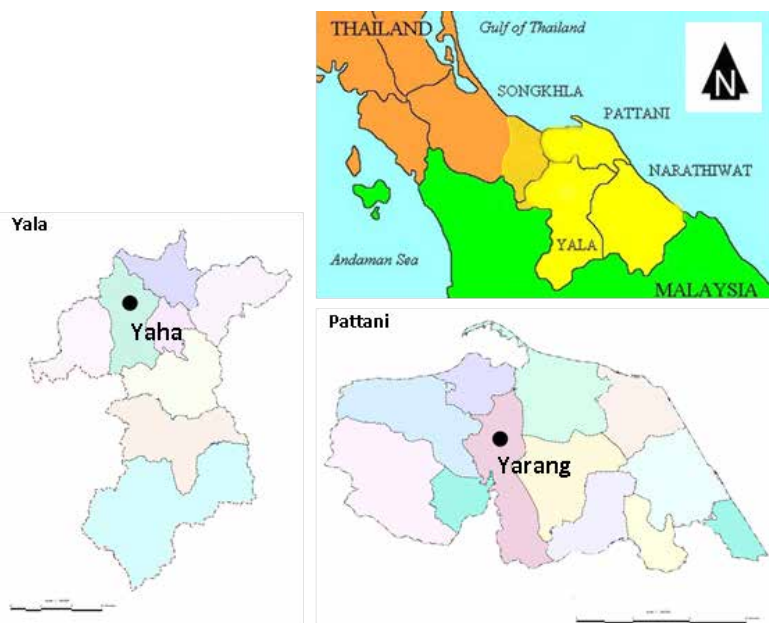 THAILAND
Gulf of Thailand
N
SONGKHLA
PATTANI
NARATHIWAT
YALA
Andaman Sea
MALAYSIA
Yala
Yaha
Pattani
Yarang